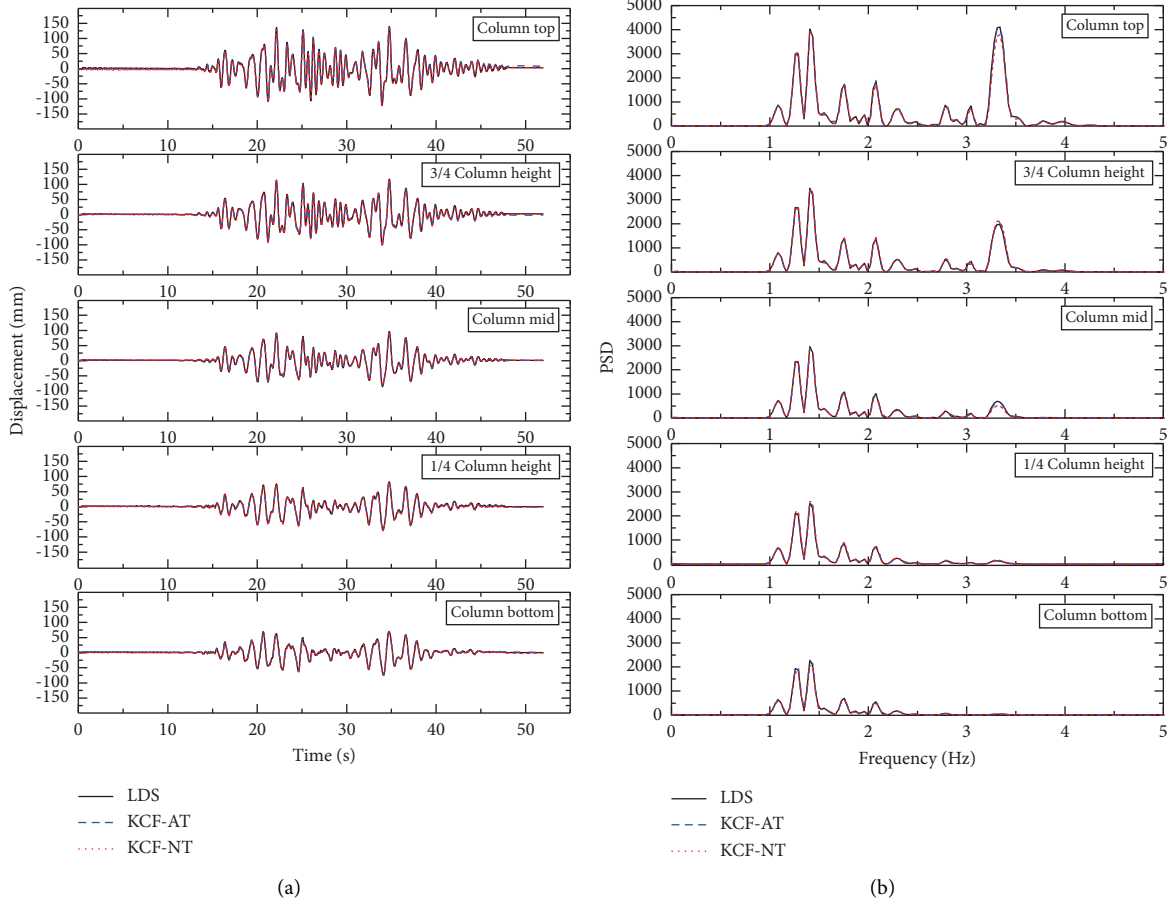 150
100
50
0
-50
-100
-150
Column top
0 10 20 30 40 50
150
100
50
0
-50
-100
-150
3/4 Column height
0 10 20 30 40 50
150
100
50
0
-50
-100
-150
Column mid
0 10 20 30 40 50
150
100
50
0
-50
-100
-150
1/4 Column height
0 10 20 30 40 50
150
100
50
0
-50
-100
-150
Column bottom
0 10 20 30 40 50
Displacement (mm)
Time (s)
LDS
KCF-AT
KCF-NT
(a)
5000
4000
3000
2000
1000
0
Column top
0 1 2 3 4 5
5000
4000
3000
2000
1000
0
3/4 Column height
0 1 2 3 4 5
5000
4000
3000
2000
1000
0
Column mid
0 1 2 3 4 5
5000
4000
3000
2000
1000
0
1/4 Column height
0 1 2 3 4 5
5000
4000
3000
2000
1000
0
Column bottom
0 1 2 3 4 5
PSD
Frequency (Hz)
LDS
KCF-AT
KCF-NT
(b)